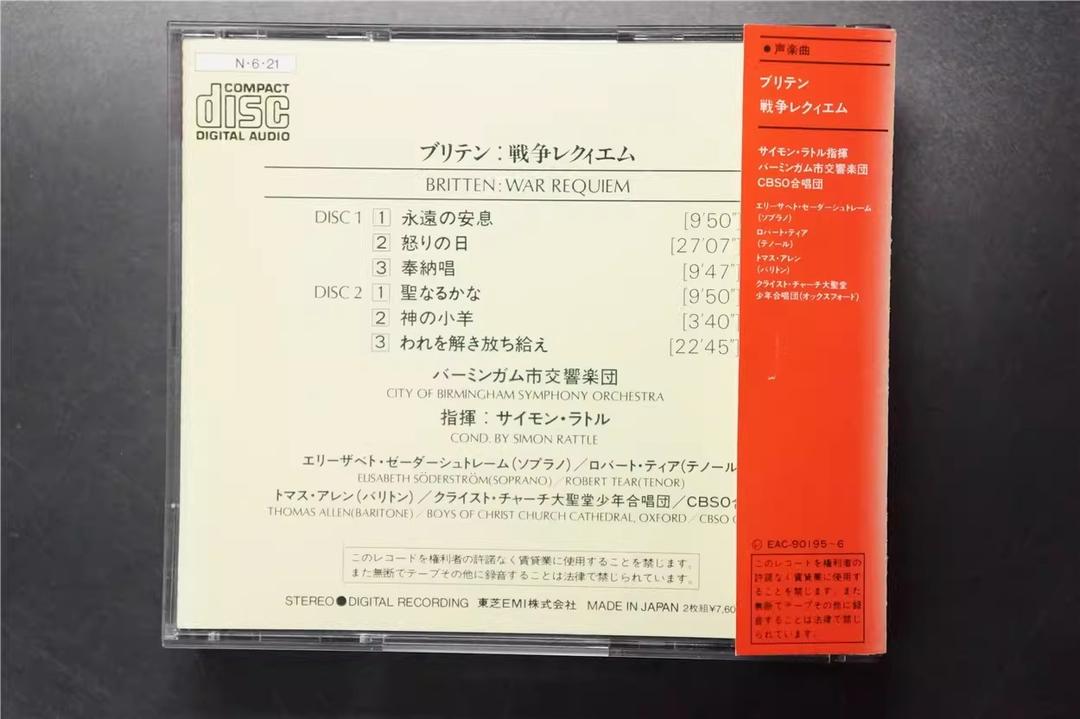 N・6・21
COMPACT
disc
DIGITAL AUDIO
ブリテン：戦争レクィエム
BRITTEN: WAR REQUIEM
DISC 1 1 永遠の安息 [9'50"]
2 怒りの日 [27'07"]
3 奉納唱 [9'47"]
DISC 2 1 聖なるかな [9'50"]
2 神の小羊 [3'40"]
3 われを解き放ち給え [22'45"]
バーミンガム市交響楽団
CITY OF BIRMINGHAM SYMPHONY ORCHESTRA
指揮：サイモン・ラトル
COND. BY SIMON RATTLE
エリーザベト・ゼーダーシュトレーム(ソプラノ)／ロバート・ティア(テノール
ELISABETH SÖDERSTRÖM(SOPRANO)／ROBERT TEAR(TENOR)
トマス・アレン(バリトン)／クライスト・チャーチ大聖堂少年合唱団／CBSO合
THOMAS ALLEN(BARITONE)／BOYS OF CHRIST CHURCH CATHEDRAL, OXFORD／CBSO
このレコードを権利者の許諾なく賃貸業に使用することを禁じます。
また無断でテープその他に録音することは法律で禁じられています。
STEREO●DIGITAL RECORDING 東芝EMI株式会社 MADE IN JAPAN 2枚組¥7,60
●声楽曲
ブリテン
戦争レクィエム
サイモン・ラトル指揮
バーミンガム市交響楽団
CBSO合唱団
エリーザベト・ゼーダーシュトレーム
(ソプラノ)
ロバート・ティア
(テノール)
トマス・アレン
(バリトン)
クライスト・チャーチ大聖堂
少年合唱団(オックスフォード)
Ⓟ EAC-90195~6
このレコードを権利者の
許諾なく賃貸業に使用す
ることを禁じます。また
無断でテープその他に録
音することは法律で禁じ
られています。